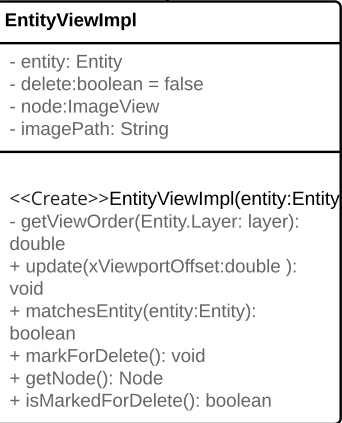 EntityViewImpl
- entity: Entity
- delete:boolean = false
- node:ImageView
- imagePath: String
<<Create>>EntityViewImpl(entity:Entity
- getViewOrder(Entity.Layer: layer):
double
+ update(xViewportOffset:double ):
void
+ matchesEntity(entity:Entity):
boolean
+ markForDelete(): void
+ getNode(): Node
+ isMarkedForDelete(): boolean